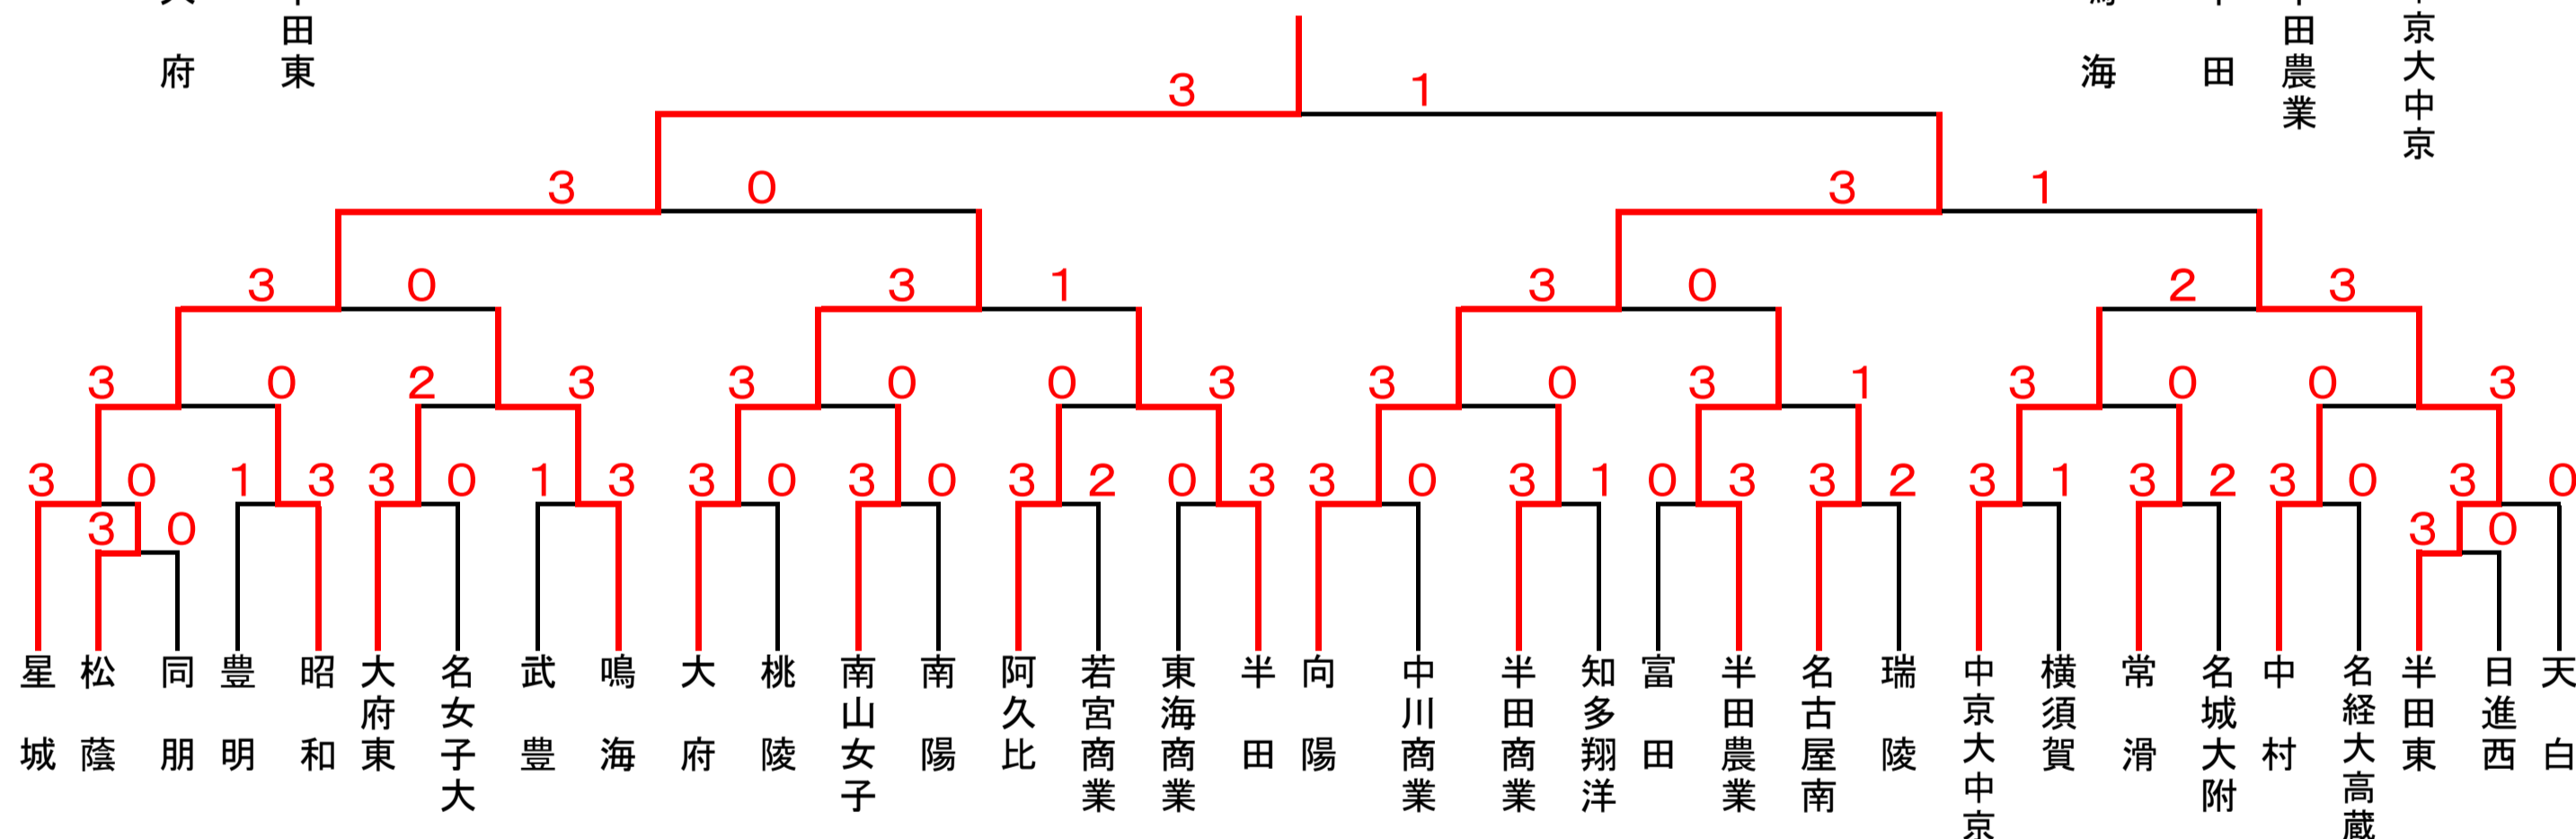 府
田東
海
田
田農業
京大中京
3 1
3 0 3 1
3 0 3 1 3 0 2 3
3 0 2 3 3 0 0 3 3 0 3 1 3 0 0 3
3 0 1 3 3 0 1 3 3 0 3 0 3 2 0 3 3 0 3 1 0 3 3 2 3 1 3 2 3 0 3 0
3 0 3 0
星城
松蔭
同朋
豊明
昭和
大府東
名女子大
武豊
鳴海
大府
桃陵
南山女子
南陽
阿久比
若宮商業
東海商業
半田
向陽
中川商業
半田商業
知多翔洋
富田
半田農業
名古屋南
瑞陵
中京大中京
横須賀
常滑
名城大附
中村
名経大高蔵
半田東
日進西
天白